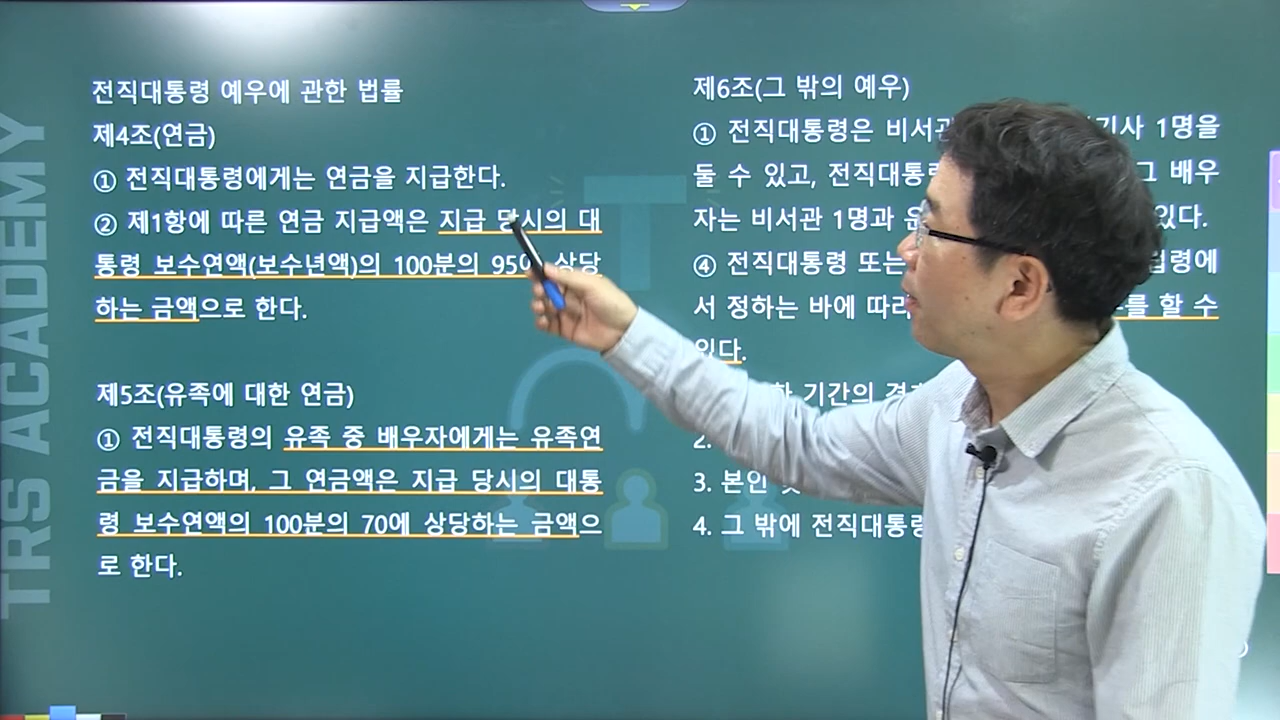 TRS ACADEMY
전직대통령 예우에 관한 법률
제4조(연금)
① 전직대통령에게는 연금을 지급한다.
② 제1항에 따른 연금 지급액은 지급 당시의 대
통령 보수연액(보수년액)의 100분의 95에 상당
하는 금액으로 한다.
제5조(유족에 대한 연금)
① 전직대통령의 유족 중 배우자에게는 유족연
금을 지급하며, 그 연금액은 지급 당시의 대통
령 보수연액의 100분의 70에 상당하는 금액으
로 한다.
제6조(그 밖의 예우)
① 전직대통령은 비서관 1명을
둘 수 있고, 그 배우
자는 비서관 1명과 있다.
④ 전직대통령 또는
서 정하는 바에 따라 할 수
있다.
기간의
2.
3. 본인
4. 그 밖에 전직대통령